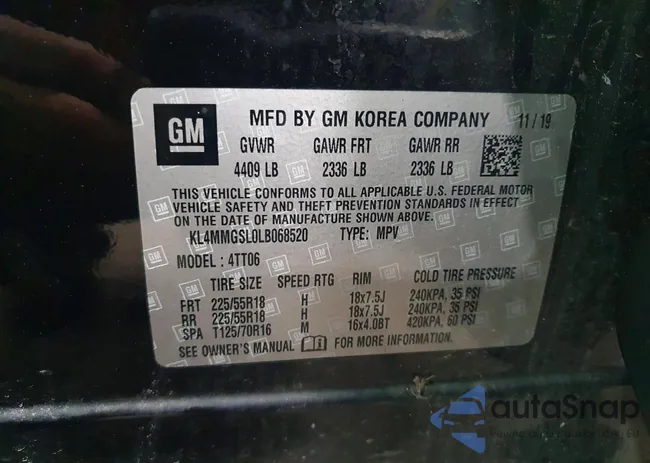 GM MFD BY GM KOREA COMPANY 11/19
GVWR GAWR FRT GAWR RR
4409 LB 2336 LB 2336 LB
THIS VEHICLE CONFORMS TO ALL APPLICABLE U.S. FEDERAL MOTOR
VEHICLE SAFETY AND THEFT PREVENTION STANDARDS IN EFFECT
ON THE DATE OF MANUFACTURE SHOWN ABOVE.
KL4MMGSL0LB068520 TYPE: MPV
MODEL: 4TT06
TIRE SIZE SPEED RTG RIM COLD TIRE PRESSURE
FRT 225/55R18 H 18x7.5J 240KPA, 35 PSI
RR 225/55R18 H 18x7.5J 240KPA, 35 PSI
SPA T125/70R16 M 16x4.0BT 420KPA, 60 PSI
SEE OWNER'S MANUAL FOR MORE INFORMATION
autaSnap